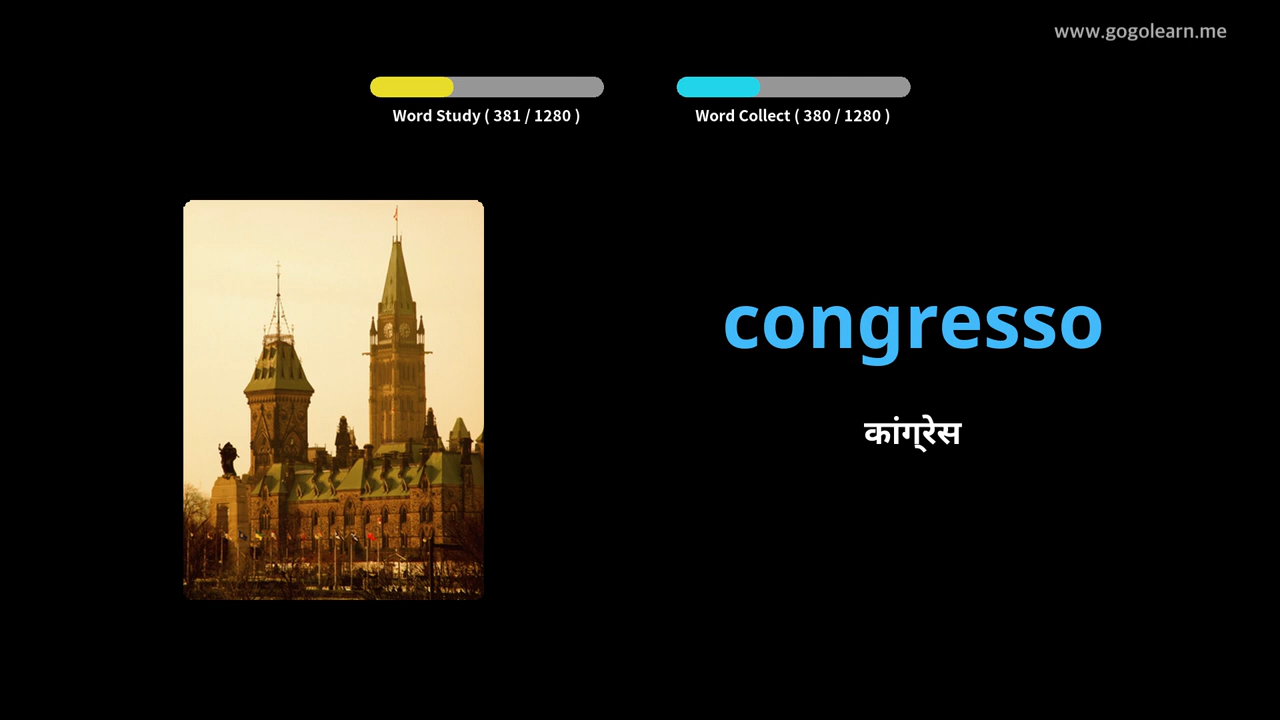 www.gogolearn.me
Word Study ( 381 / 1280 )
Word Collect ( 380 / 1280 )
congresso
कांग्रेस